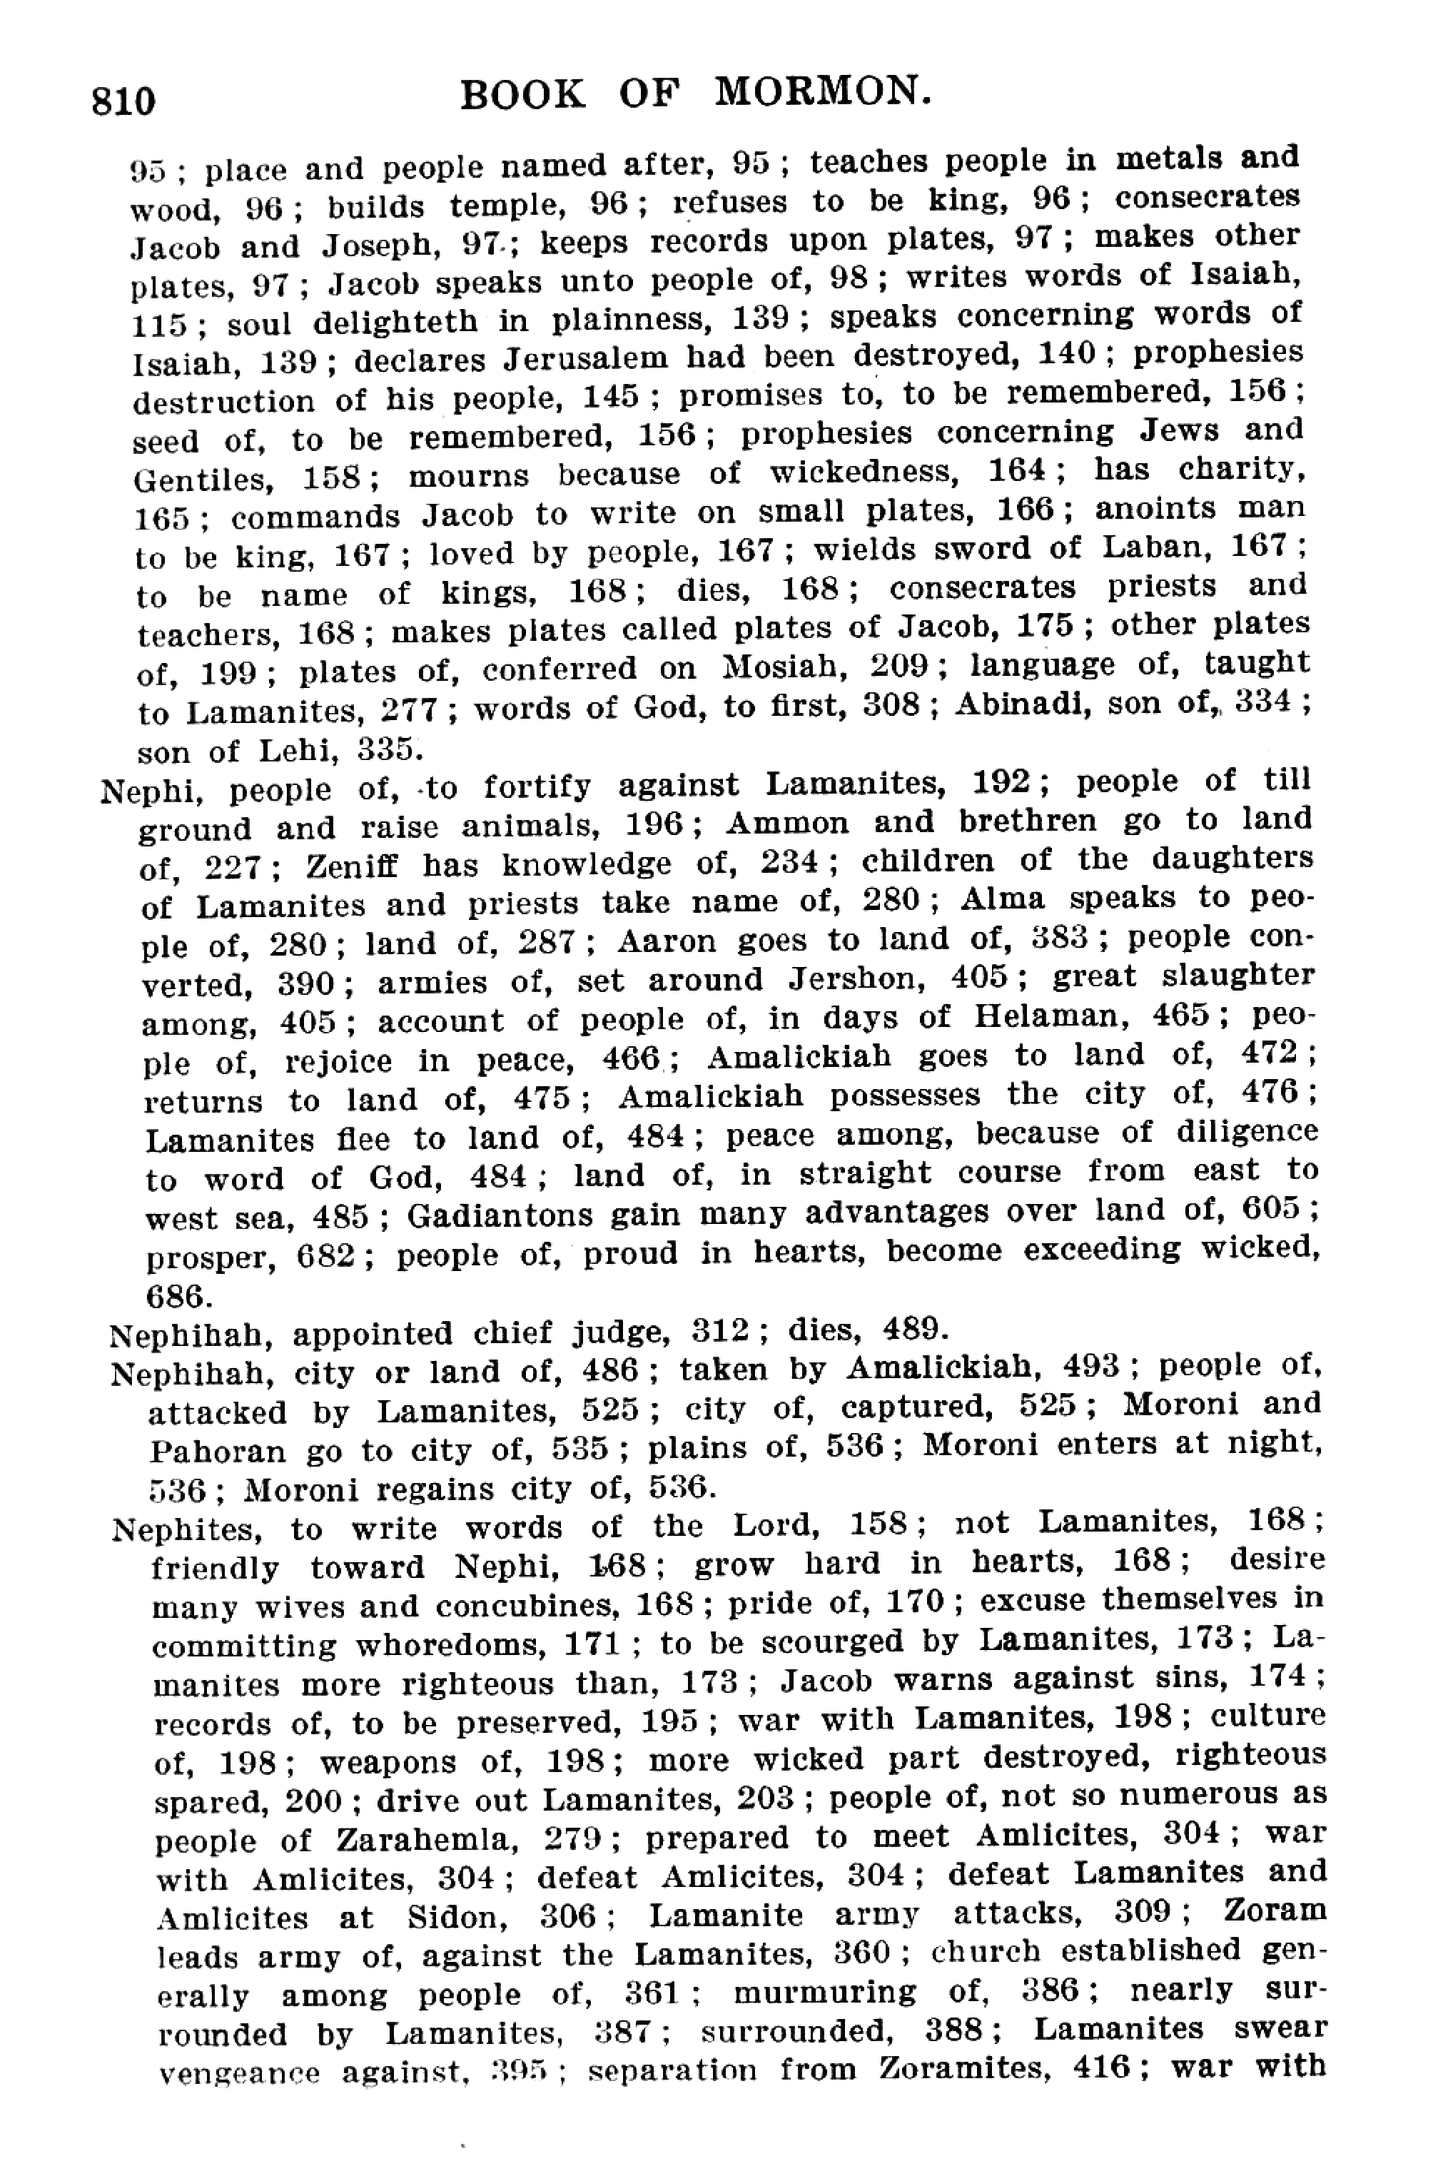 810 BOOK OF MORMON.
95 ; place and people named after, 95 ; teaches people in metals and
wood, 96 ; builds temple, 96 ; refuses to be king, 96 ; consecrates
Jacob and Joseph, 97 ; keeps records upon plates, 97 ; makes other
plates, 97 ; Jacob speaks unto people of, 98 ; writes words of Isaiah,
115 ; soul delighteth in plainness, 139 ; speaks concerning words of
Isaiah, 139 ; declares Jerusalem had been destroyed, 140 ; prophesies
destruction of his people, 145 ; promises to, to be remembered, 156 ;
seed of, to be remembered, 156 ; prophesies concerning Jews and
Gentiles, 158 ; mourns because of wickedness, 164 ; has charity,
165 ; commands Jacob to write on small plates, 166 ; anoints man
to be king, 167 ; loved by people, 167 ; wields sword of Laban, 167 ;
to be name of kings, 168 ; dies, 168 ; consecrates priests and
teachers, 168 ; makes plates called plates of Jacob, 175 ; other plates
of, 199 ; plates of, conferred on Mosiah, 209 ; language of, taught
to Lamanites, 277 ; words of God, to first, 308 ; Abinadi, son of, 334 ;
son of Lehi, 335.
Nephi, people of, to fortify against Lamanites, 192 ; people of till
ground and raise animals, 196 ; Ammon and brethren go to land
of, 227 ; Zeniff has knowledge of, 234 ; children of the daughters
of Lamanites and priests take name of, 280 ; Alma speaks to peo-
ple of, 280 ; land of, 287 ; Aaron goes to land of, 383 ; people con-
verted, 390 ; armies of, set around Jershon, 405 ; great slaughter
among, 405 ; account of people of, in days of Helaman, 465 ; peo-
ple of, rejoice in peace, 466 ; Amalickiah goes to land of, 472 ;
returns to land of, 475 ; Amalickiah possesses the city of, 476 ;
Lamanites flee to land of, 484 ; peace among, because of diligence
to word of God, 484 ; land of, in straight course from east to
west sea, 485 ; Gadiantons gain many advantages over land of, 605 ;
prosper, 682 ; people of, proud in hearts, become exceeding wicked,
686.
Nephihah, appointed chief judge, 312 ; dies, 489.
Nephihah, city or land of, 486 ; taken by Amalickiah, 493 ; people of,
attacked by Lamanites, 525 ; city of, captured, 525 ; Moroni and
Pahoran go to city of, 535 ; plains of, 536 ; Moroni enters at night,
536 ; Moroni regains city of, 536.
Nephites, to write words of the Lord, 158 ; not Lamanites, 168 ;
friendly toward Nephi, 168 ; grow hard in hearts, 168 ; desire
many wives and concubines, 168 ; pride of, 170 ; excuse themselves in
committing whoredoms, 171 ; to be scourged by Lamanites, 173 ; La-
manites more righteous than, 173 ; Jacob warns against sins, 174 ;
records of, to be preserved, 195 ; war with Lamanites, 198 ; culture
of, 198 ; weapons of, 198 ; more wicked part destroyed, righteous
spared, 200 ; drive out Lamanites, 203 ; people of, not so numerous as
people of Zarahemla, 279 ; prepared to meet Amlicites, 304 ; war
with Amlicites, 304 ; defeat Amlicites, 304 ; defeat Lamanites and
Amlicites at Sidon, 306 ; Lamanite army attacks, 309 ; Zoram
leads army of, against the Lamanites, 360 ; church established gen-
erally among people of, 361 ; murmuring of, 386 ; nearly sur-
rounded by Lamanites, 387 ; surrounded, 388 ; Lamanites swear
vengeance against, 395 ; separation from Zoramites, 416 ; war with